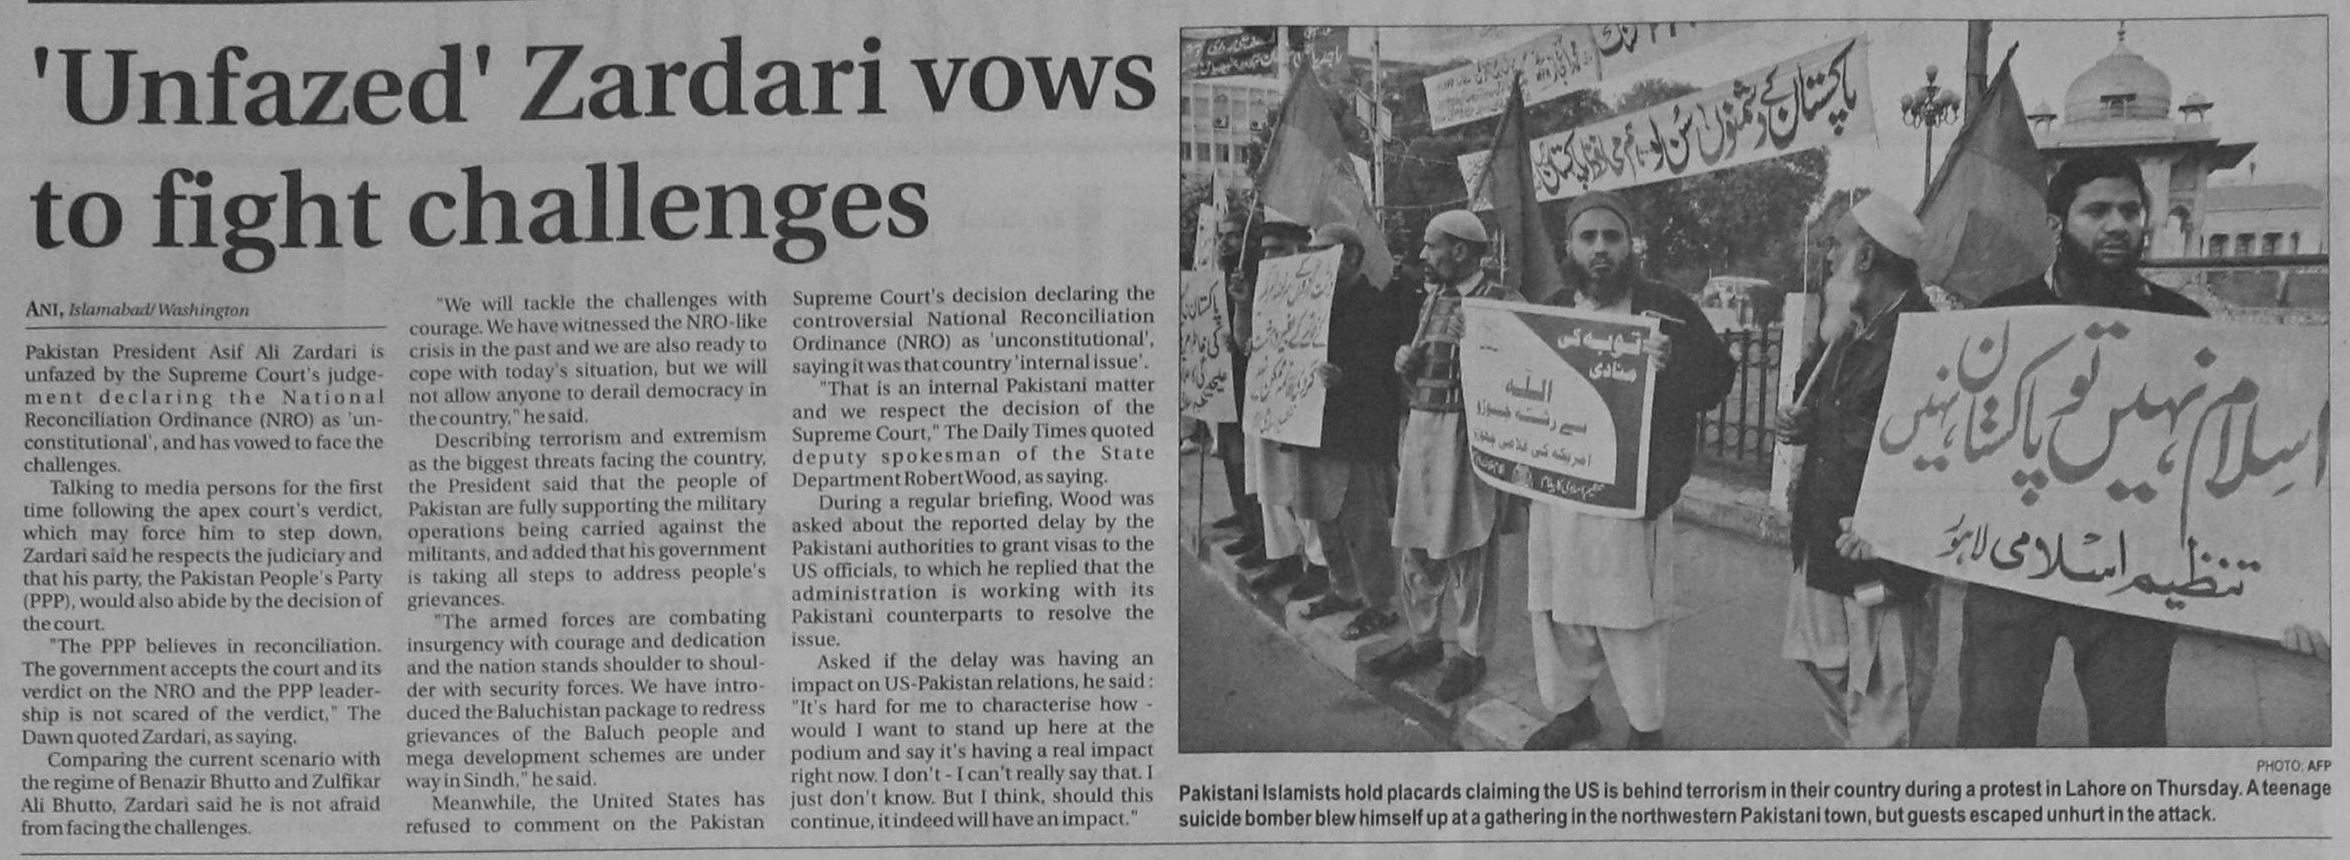 'Unfazed' Zardari vows
to fight challenges
ANI, Islamabad/Washington
Pakistan President Asif Ali Zardari is
unfazed by the Supreme Court's judge-
ment declaring the National
Reconciliation Ordinance (NRO) as 'un-
constitutional', and has vowed to face the
challenges.
Talking to media persons for the first
time following the apex court's verdict,
which may force him to step down,
Zardari said he respects the judiciary and
that his party, the Pakistan People's Party
(PPP), would also abide by the decision of
the court.
"The PPP believes in reconciliation.
The government accepts the court and its
verdict on the NRO and the PPP leader-
ship is not scared of the verdict," The
Dawn quoted Zardari, as saying.
Comparing the current scenario with
the regime of Benazir Bhutto and Zulfikar
Ali Bhutto, Zardari said he is not afraid
from facing the challenges.
"We will tackle the challenges with
courage. We have witnessed the NRO-like
crisis in the past and we are also ready to
cope with today's situation, but we will
not allow anyone to derail democracy in
the country," he said.
Describing terrorism and extremism
as the biggest threats facing the country,
the President said that the people of
Pakistan are fully supporting the military
operations being carried against the
militants, and added that his government
is taking all steps to address people's
grievances.
"The armed forces are combating
insurgency with courage and dedication
and the nation stands shoulder to shoul-
der with security forces. We have intro-
duced the Baluchistan package to redress
grievances of the Baluch people and
mega development schemes are under
way in Sindh," he said.
Meanwhile, the United States has
refused to comment on the Pakistan
Supreme Court's decision declaring the
controversial National Reconciliation
Ordinance (NRO) as 'unconstitutional',
saying it was that country 'internal issue'.
"That is an internal Pakistani matter
and we respect the decision of the
Supreme Court," The Daily Times quoted
deputy spokesman of the State
Department Robert Wood, as saying.
During a regular briefing, Wood was
asked about the reported delay by the
Pakistani authorities to grant visas to the
US officials, to which he replied that the
administration is working with its
Pakistani counterparts to resolve the
issue.
Asked if the delay was having an
impact on US-Pakistan relations, he said :
"It's hard for me to characterise how -
would I want to stand up here at the
podium and say it's having a real impact
right now. I don't - I can't really say that. I
just don't know. But I think, should this
continue, it indeed will have an impact."
پاکستان کے دشمنوں سُن لو
توبہ کی
منادی
اللہ
سے رشتہ جوڑو
امریکہ کی غلامی چھوڑو
اسلام نہیں تو پاکستان نہیں
تنظیم اسلامی لاہور
PHOTO: AFP
Pakistani Islamists hold placards claiming the US is behind terrorism in their country during a protest in Lahore on Thursday. A teenage
suicide bomber blew himself up at a gathering in the northwestern Pakistani town, but guests escaped unhurt in the attack.